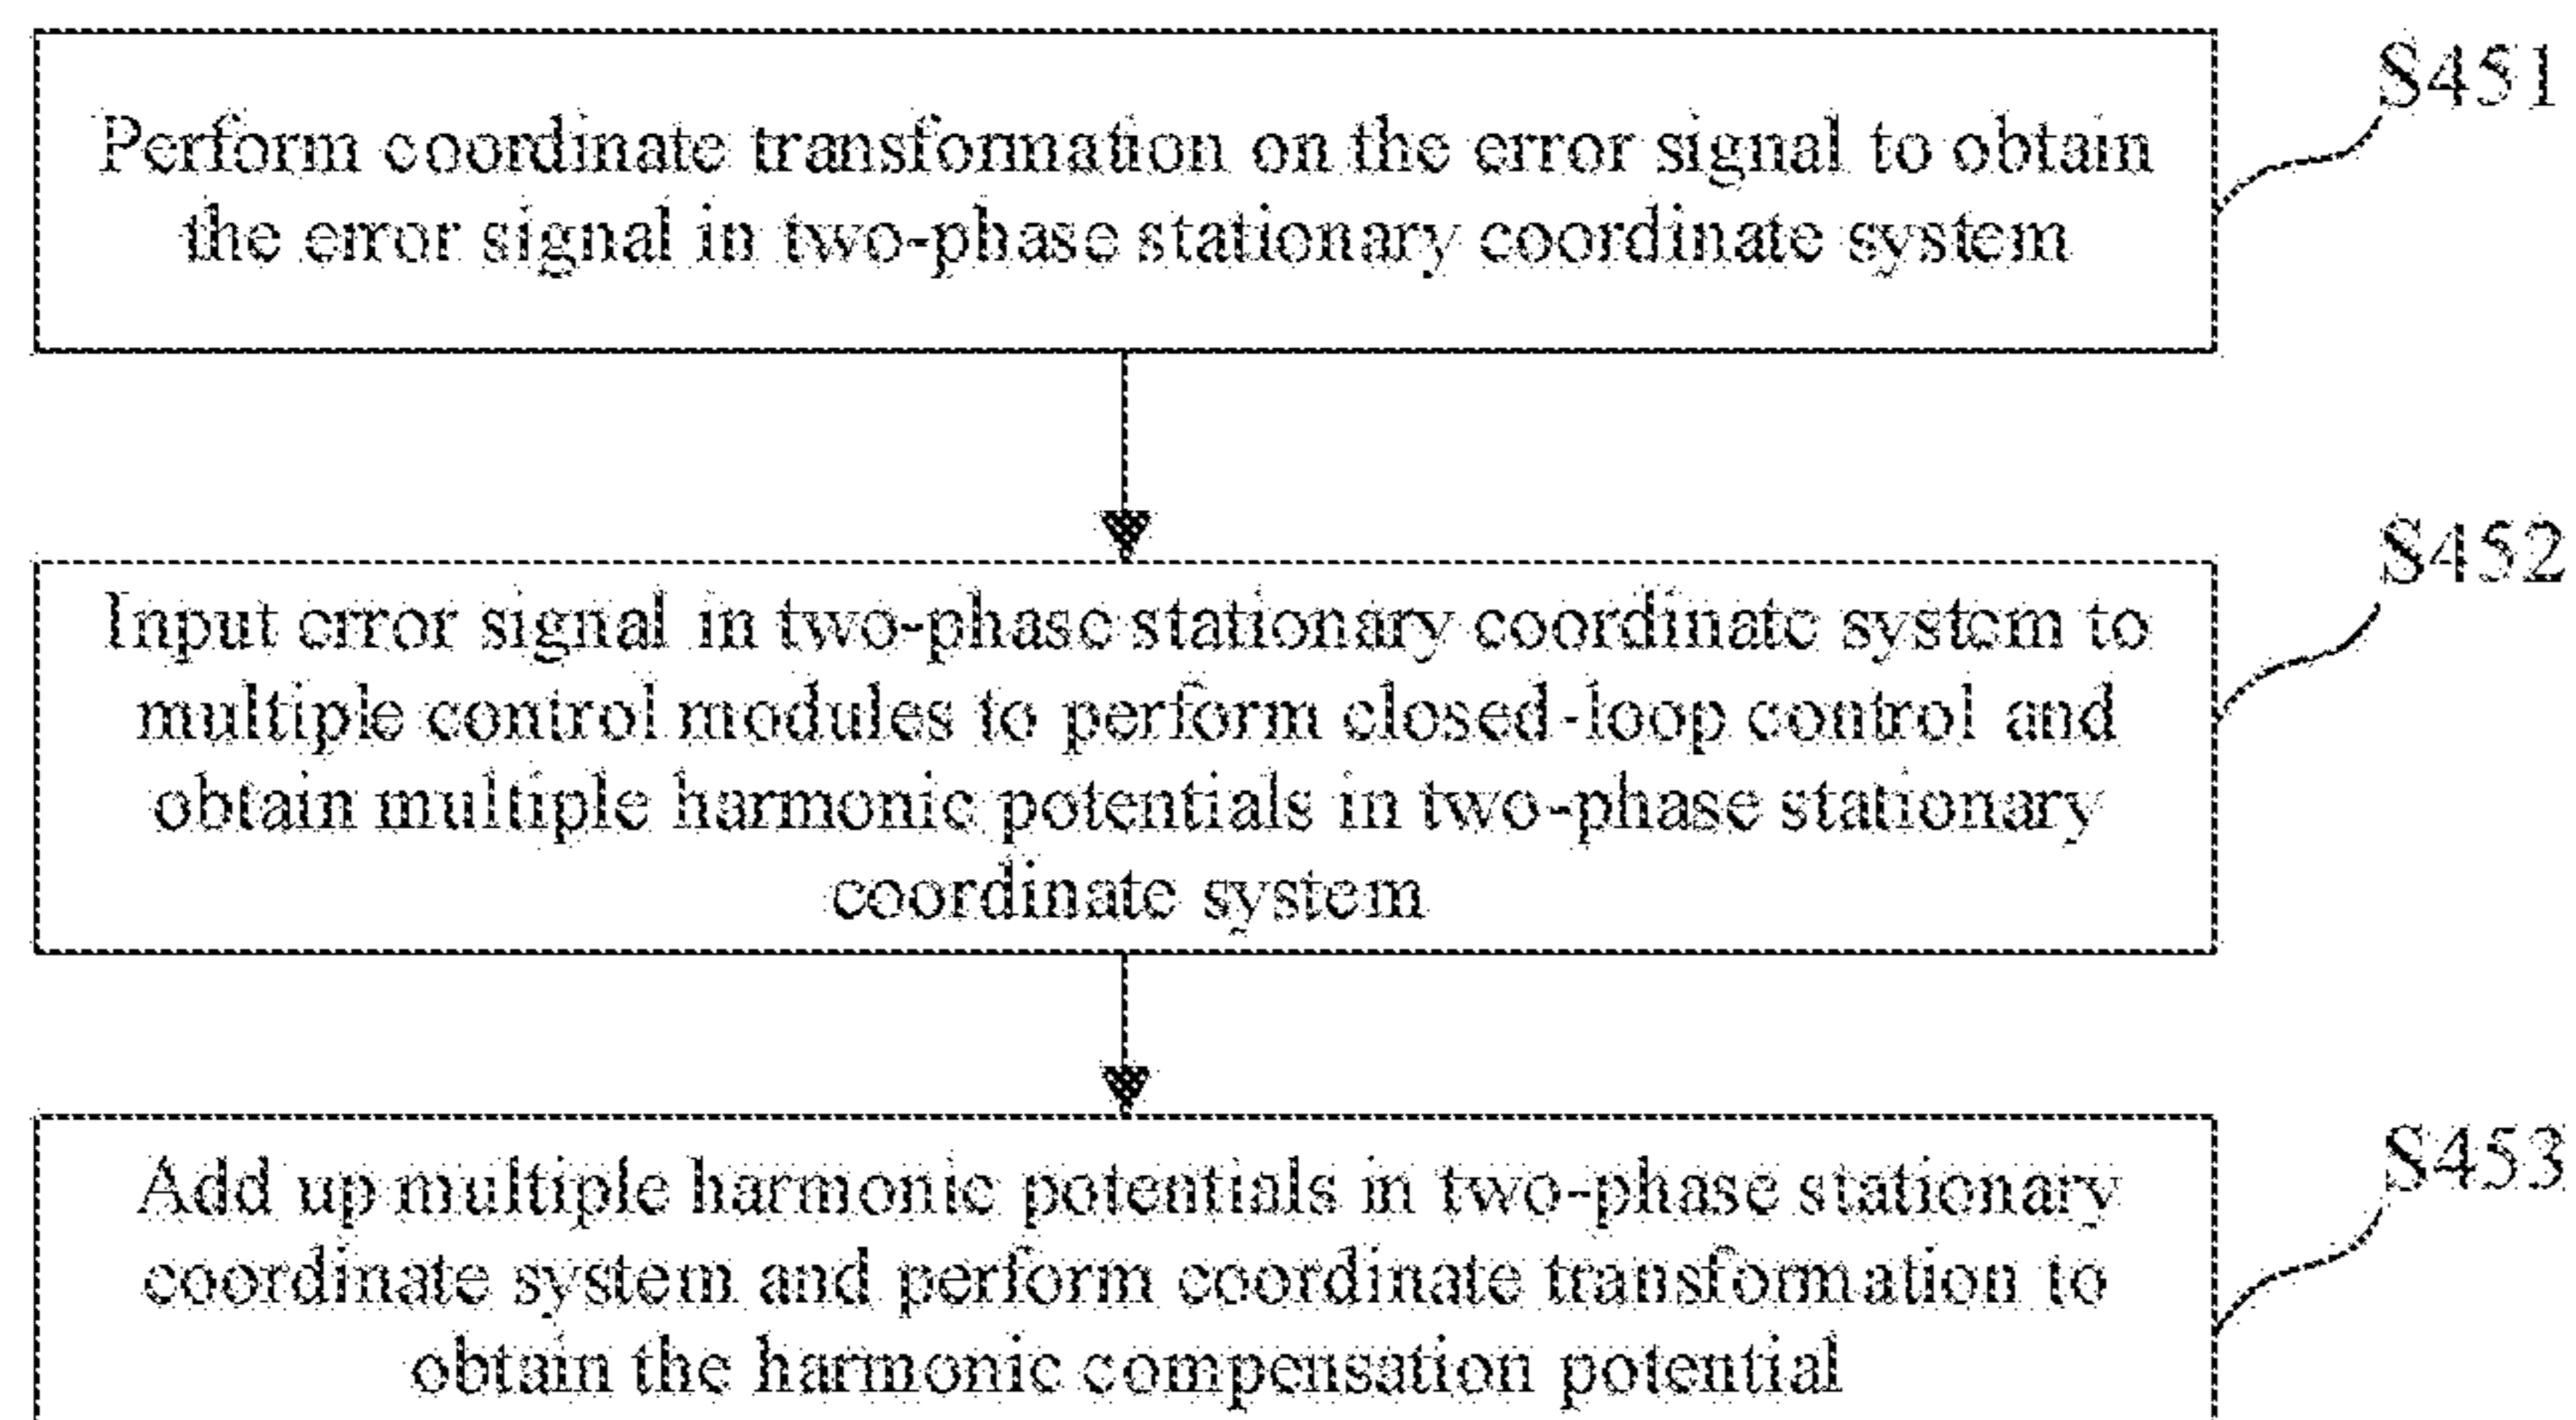 S451
Perform coordinate transformation on the error signal to obtain
the error signal in two-phase stationary coordinate system
S452
Input error signal in two-phase stationary coordinate system to
multiple control modules to perform closed-loop control and
obtain multiple harmonic potentials in two-phase stationary
coordinate system
S453
Add up multiple harmonic potentials in two-phase stationary
coordinate system and perform coordinate transformation to
obtain the harmonic compensation potential